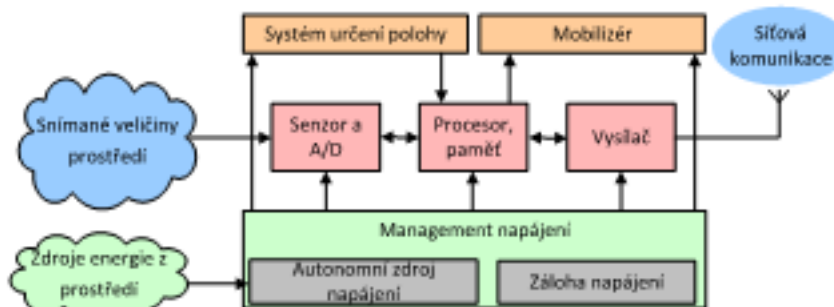 Systém určení polohy
Mobilizér
Síťová
komunikace
Snímané veličiny
prostředí
Senzor a
A/D
Procesor,
paměť
Vysílač
Management napájení
Zdroje energie z
prostředí
Autonomní zdroj
napájení
Záloha napájení